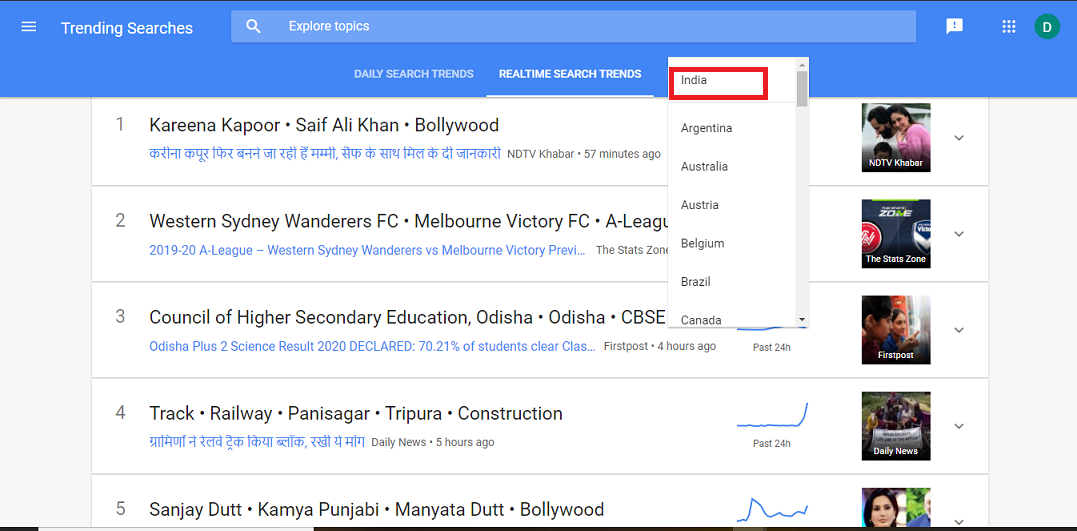 Trending Searches
Explore topics
D
DAILY SEARCH TRENDS
REALTIME SEARCH TRENDS
India
Argentina
Australia
Austria
Belgium
Brazil
Canada
1
Kareena Kapoor • Saif Ali Khan • Bollywood
करीना कपूर फिर बनने जा रही हैं मम्मी, सैफ के साथ मिल के दी जानकारी NDTV Khabar • 57 minutes ago
NDTV Khabar
2
Western Sydney Wanderers FC • Melbourne Victory FC • A-Leagu
2019-20 A-League – Western Sydney Wanderers vs Melbourne Victory Previ... The Stats Zone
ZONE
The Stats Zone
3
Council of Higher Secondary Education, Odisha • Odisha • CBSE
Odisha Plus 2 Science Result 2020 DECLARED: 70.21% of students clear Clas... Firstpost • 4 hours ago
Past 24h
Firstpost
4
Track • Railway • Panisagar • Tripura • Construction
ग्रामिणों ने रेलवे ट्रैक किया ब्लॉक, रखी ये मांग Daily News • 5 hours ago
Past 24h
Daily News
5
Sanjay Dutt • Kamya Punjabi • Manyata Dutt • Bollywood